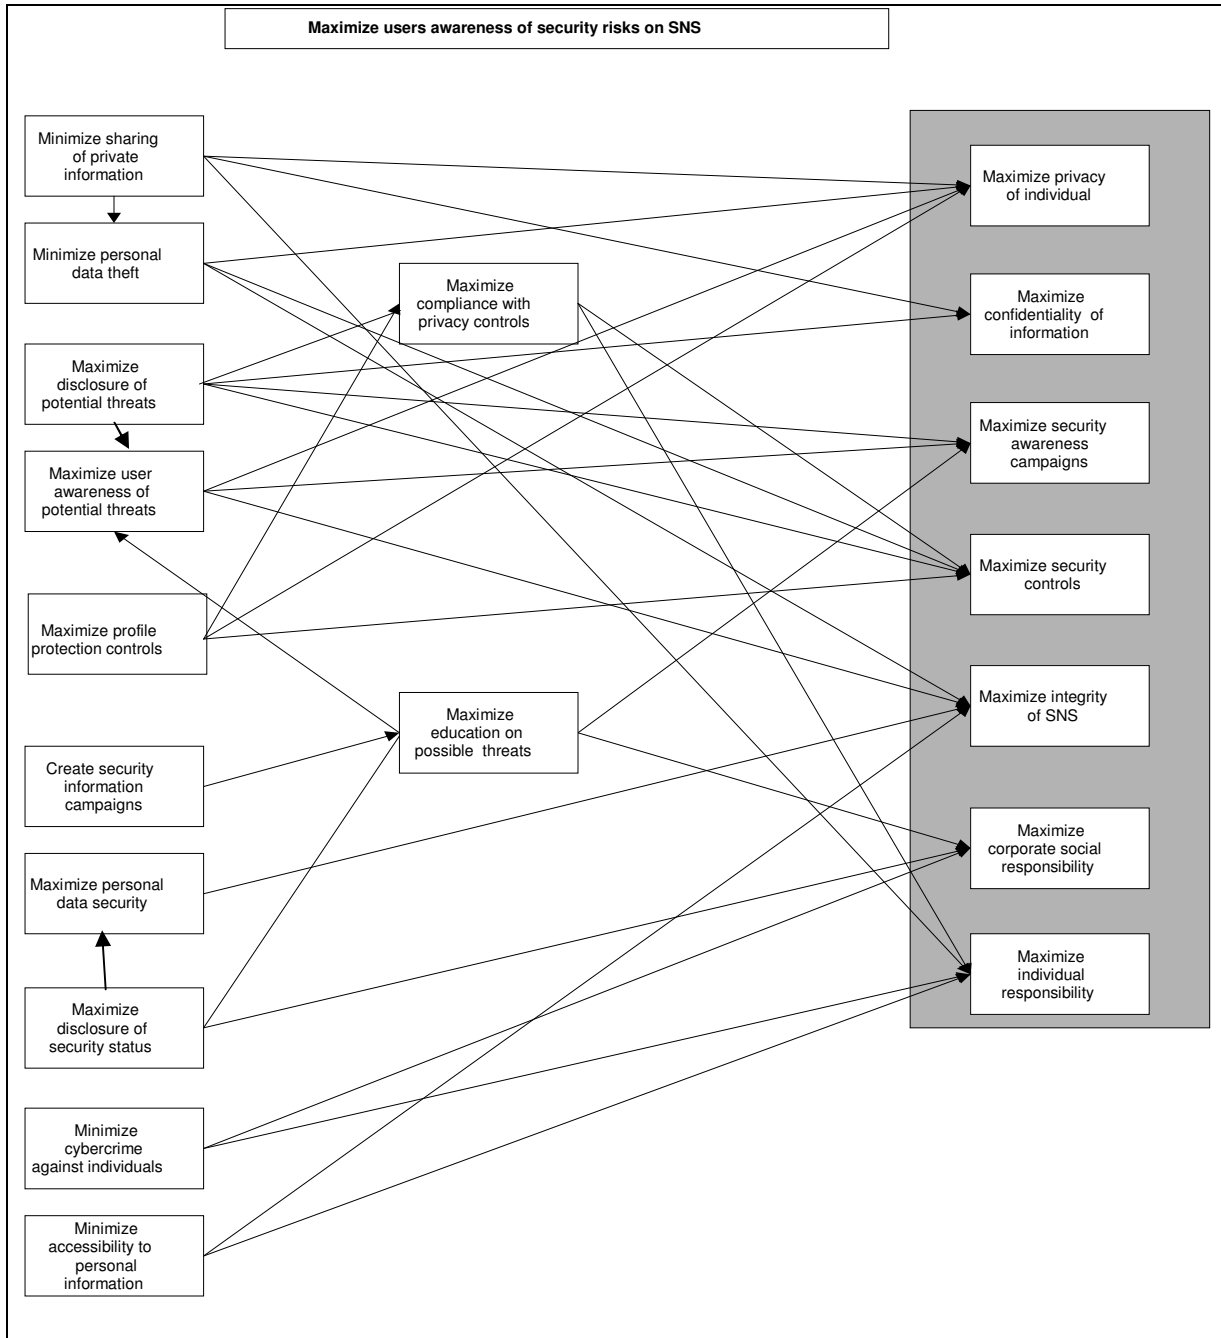 Maximize users awareness of security risks on SNS
Minimize sharing
of private
information
Minimize personal
data theft
Maximize
disclosure of
potential threats
Maximize user
awareness of
potential threats
Maximize profile
protection controls
Create security
information
campaigns
Maximize personal
data security
Maximize
disclosure of
security status
Minimize
cybercrime
against individuals
Minimize
accessibility to
personal
information
Maximize
compliance with
privacy controls
Maximize
education on
possible threats
Maximize privacy
of individual
Maximize
confidentiality of
information
Maximize security
awareness
campaigns
Maximize security
controls
Maximize integrity
of SNS
Maximize
corporate social
responsibility
Maximize
individual
responsibility